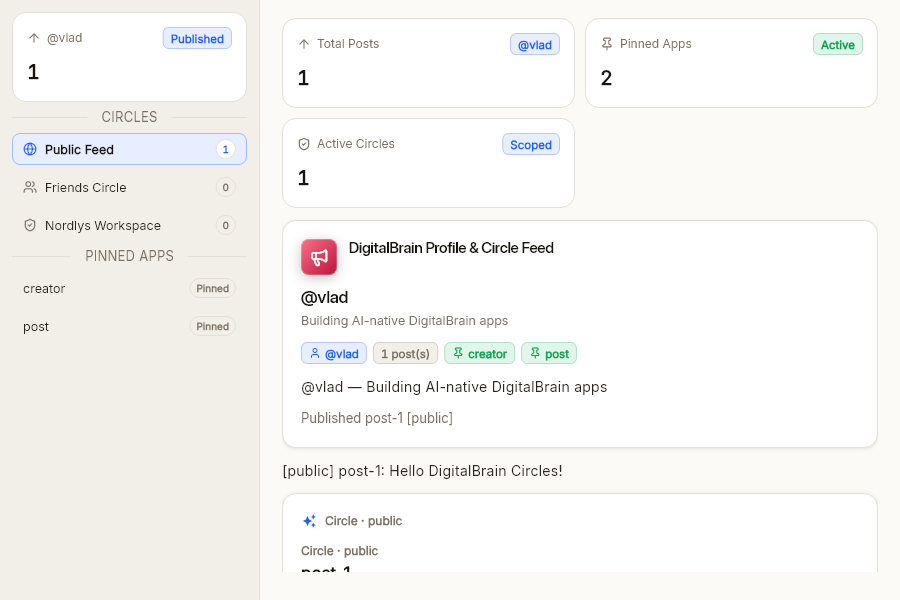 @vlad
Published
1
CIRCLES
Public Feed
1
Friends Circle
0
Nordlys Workspace
0
PINNED APPS
creator
Pinned
post
Pinned
Total Posts
@vlad
1
Pinned Apps
Active
2
Active Circles
Scoped
1
DigitalBrain Profile & Circle Feed
@vlad
Building AI-native DigitalBrain apps
@vlad 1 post(s) creator post
@vlad — Building AI-native DigitalBrain apps
Published post-1 [public]
[public] post-1: Hello DigitalBrain Circles!
Circle · public
Circle · public
post-1